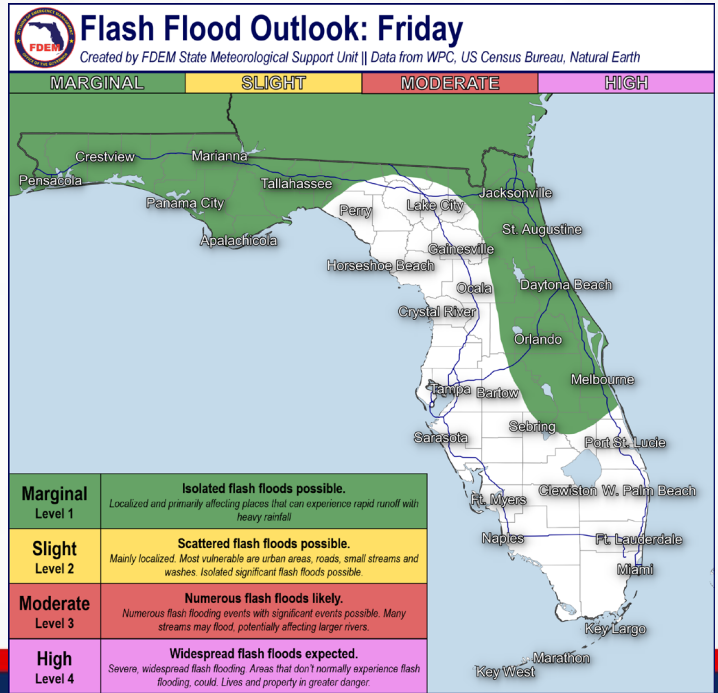 Flash Flood Outlook: Friday
Created by FDEM State Meteorological Support Unit || Data from WPC, US Census Bureau, Natural Earth
FDEM
MARGINAL
SLIGHT
MODERATE
HIGH
Crestview
Marianna
Pensacola
Tallahassee
Jacksonville
Panama City
Perry
Lake City
Apalachicola
St. Augustine
Gainesville
Horseshoe Beach
Ocala
Daytona Beach
Crystal River
Orlando
Melbourne
Tampa
Bartow
Sebring
Sarasota
Port St. Lucie
Ft. Myers
Clewiston
W. Palm Beach
Naples
Ft. Lauderdale
Miami
Key Largo
Marathon
Key West
Marginal
Level 1
Isolated flash floods possible.
Localized and primarily affecting places that can experience rapid runoff with
heavy rainfall
Slight
Level 2
Scattered flash floods possible.
Mainly localized. Most vulnerable are urban areas, roads, small streams and
washes. Isolated significant flash floods possible.
Moderate
Level 3
Numerous flash floods likely.
Numerous flash flooding events with significant events possible. Many
streams may flood, potentially affecting larger rivers.
High
Level 4
Widespread flash floods expected.
Severe, widespread flash flooding. Areas that don't normally experience flash
flooding, could. Lives and property in greater danger.